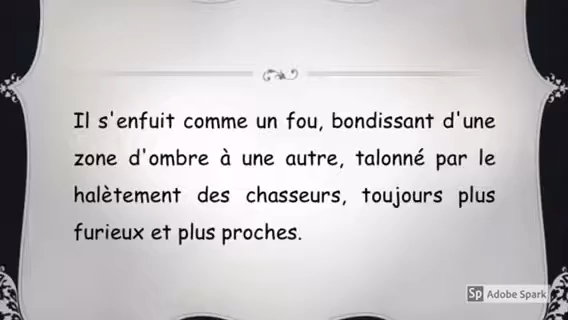 Il s'enfuit comme un fou, bondissant d'une
zone d'ombre à une autre, talonné par le
halètement des chasseurs, toujours plus
furieux et plus proches.
Sp Adobe Spark